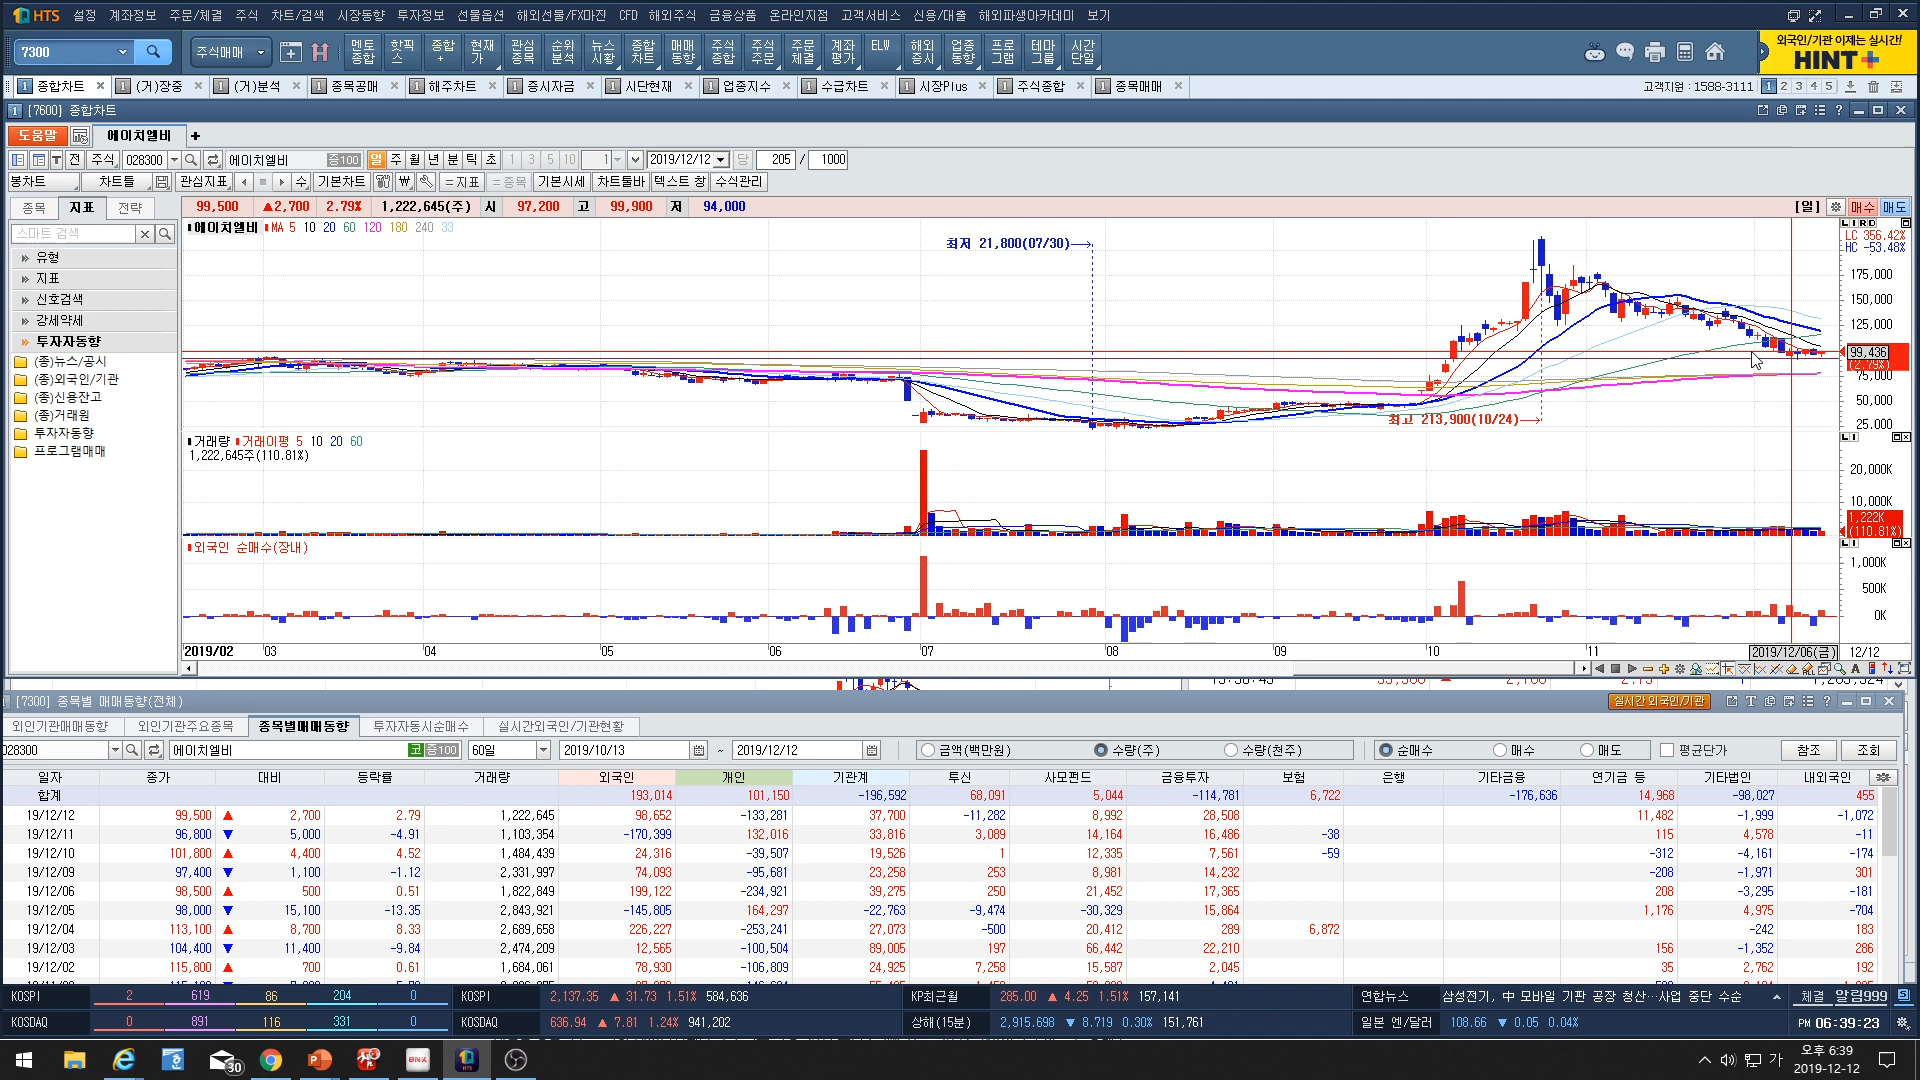 HTS 설정 계좌정보 주문/체결 주식 차트/검색 시장동향 투자정보 선물옵션 해외선물/FX마진 CFD 해외주식 금융상품 온라인지점 고객서비스 신용/대출 해외파생아카데미 보기
7300 주식매매 멘토종합 핫픽스 종합+ 현재가 관심종목 순위분석 뉴스시황 종합차트 매매동향 주식종합 주식주문 주문체결 계좌평가 ELW 해외증시 업종동향 프로그램 테마그룹 시간단일
외국인/기관 이제는 실시간!
HINT+
1 종합차트 1 (거)장중 1 (거)분석 1 종목공매 1 해주차트 1 증시자금 1 시단현재 1 업종지수 1 수급차트 1 시장Plus 1 주식종합 1 종목매매 고객지원 : 1588-3111 1 2 3 4 5
1 [7600] 종합차트
도움말 에이치엘비 +
T 전 주식 028300 에이치엘비 증100 일 주 월 년 분 틱 초 1 3 5 10 1 2019/12/12 당 205 / 1000
봉차트 차트틀 관심지표 수 기본차트 ₩ =지표 =종목 기본시세 차트툴바 텍스트 창 수식관리
종목 지표 전략
99,500 ▲2,700 2.79% 1,222,645(주) 시 97,200 고 99,900 저 94,000 [일] 매수 매도
스마트 검색
유형
지표
신호검색
강세약세
투자자동향
(종)뉴스/공시
(종)외국인/기관
(종)신용잔고
(종)거래원
투자자동향
프로그램매매
에이치엘비 MA 5 10 20 60 120 180 240 33
최저 21,800(07/30)
최고 213,900(10/24)
LC 356.42%
HC -53.48%
175,000
150,000
125,000
99,436
(2.79%)
75,000
50,000
25,000
거래량 거래이평 5 10 20 60
1,222,645주(110.81%)
20,000K
10,000K
1,222K
(110.81%)
외국인 순매수(장내)
1,000K
500K
0K
2019/02 03 04 05 06 07 08 09 10 11 2019/12/06(금) 12/12
[7300] 종목별 매매동향(전체) 실시간 외국인/기관
외인기관매매동향 외인기관주요종목 종목별매매동향 투자자동시순매수 실시간외국인/기관현황
028300 에이치엘비 코 증100 60일 2019/10/13 ~ 2019/12/12 금액(백만원) 수량(주) 수량(천주) 순매수 매수 매도 평균단가 참조 조회
일자 종가 대비 등락률 거래량 외국인 개인 기관계 투신 사모펀드 금융투자 보험 은행 기타금융 연기금 등 기타법인 내외국인
합계 193,014 101,150 -196,592 68,091 5,044 -114,781 6,722 -176,636 14,968 -98,027 455
19/12/12 99,500 ▲ 2,700 2.79 1,222,645 98,652 -133,281 37,700 -11,282 8,992 28,508 11,482 -1,999 -1,072
19/12/11 96,800 ▼ 5,000 -4.91 1,103,354 -170,399 132,016 33,816 3,089 14,164 16,486 -38 115 4,578 -11
19/12/10 101,800 ▲ 4,400 4.52 1,484,439 24,316 -39,507 19,526 1 12,335 7,561 -59 -312 -4,161 -174
19/12/09 97,400 ▼ 1,100 -1.12 2,331,997 74,093 -95,681 23,258 253 8,981 14,232 -208 -1,971 301
19/12/06 98,500 ▲ 500 0.51 1,822,849 199,122 -234,921 39,275 250 21,452 17,365 208 -3,295 -181
19/12/05 98,000 ▼ 15,100 -13.35 2,843,921 -145,805 164,297 -22,763 -9,474 -30,329 15,864 1,176 4,975 -704
19/12/04 113,100 ▲ 8,700 8.33 2,689,658 226,227 -253,241 27,073 -500 20,412 289 6,872 -242 183
19/12/03 104,400 ▼ 11,400 -9.84 2,474,209 12,565 -100,504 89,005 197 66,442 22,210 156 -1,352 286
19/12/02 115,800 ▲ 700 0.61 1,684,061 78,930 -106,809 24,925 7,258 15,587 2,045 35 2,762 192
KOSPI 2 619 86 204 0 KOSPI 2,137.35 ▲ 31.73 1.51% 584,636 KP최근월 285.00 ▲ 4.25 1.51% 157,141 연합뉴스 삼성전기, 中 모바일 기판 공장 청산…사업 중단 수순 체결 알림999
KOSDAQ 0 891 116 331 0 KOSDAQ 636.94 ▲ 7.81 1.24% 941,202 상해(15분) 2,915.698 ▼ 8.719 0.30% 151,761 일본 엔/달러 108.66 ▼ 0.05 0.04% PM 06:39:23
30 BNK HTS 가 오후 6:39
2019-12-12